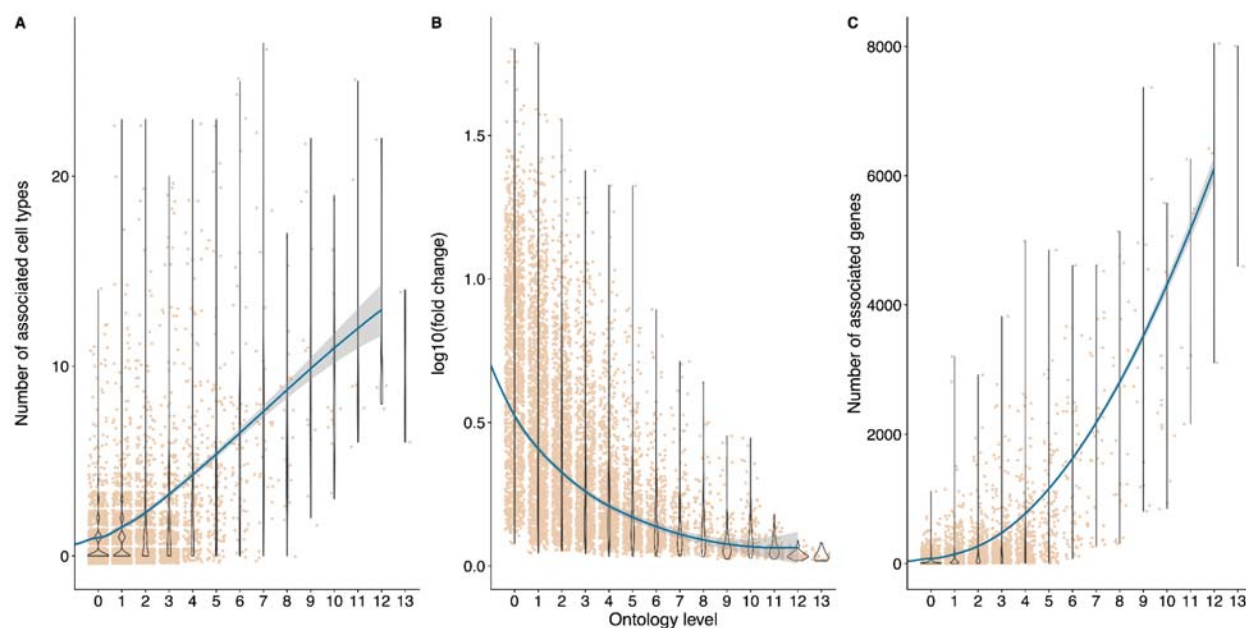 A
B
C
Number of associated cell types
20
10
0
0 1 2 3 4 5 6 7 8 9 10 11 12 13
log10(fold change)
1.5
1.0
0.5
0.0
0 1 2 3 4 5 6 7 8 9 10 11 12 13
Ontology level
Number of associated genes
8000
6000
4000
2000
0
0 1 2 3 4 5 6 7 8 9 10 11 12 13